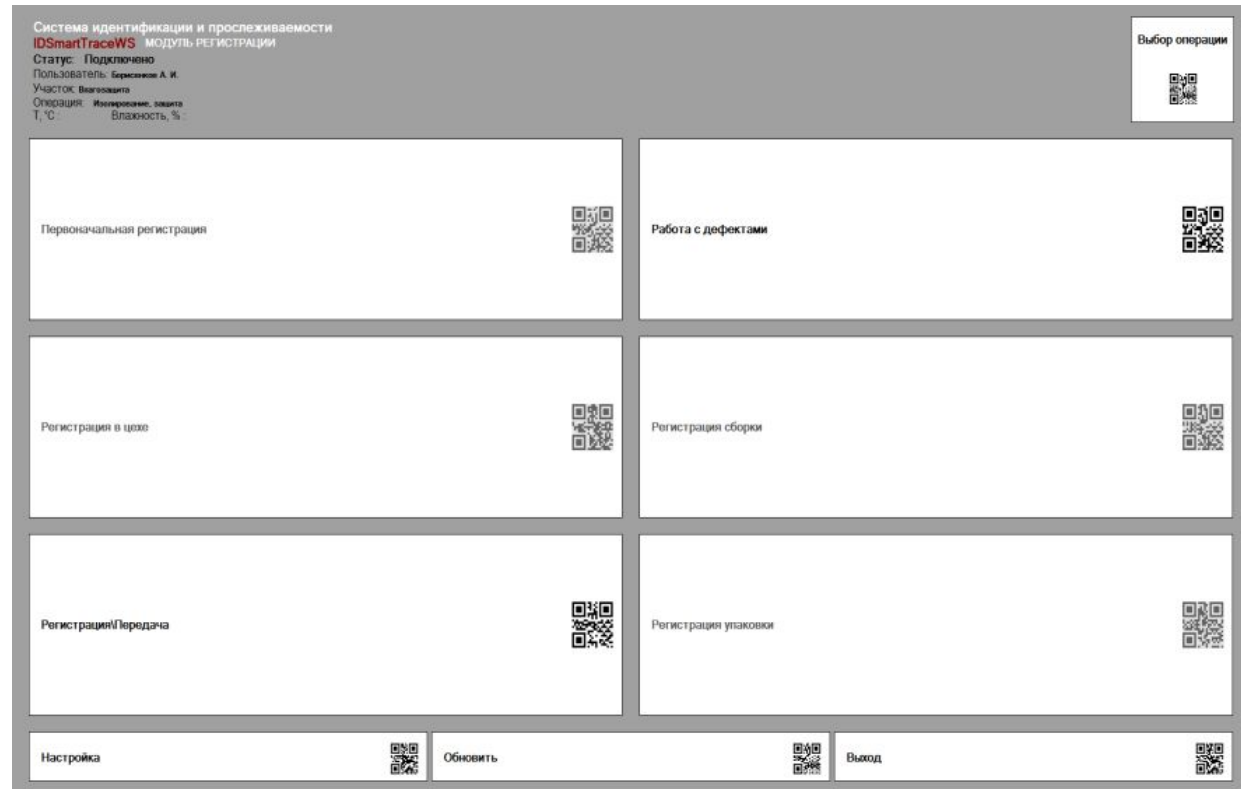 Система идентификации и прослеживаемости
IDSmartTraceWS МОДУЛЬ РЕГИСТРАЦИИ
Статус: Подключено
Пользователь: А. И.
Участок: Влагозащита
Операция: Изолирование, защита
T, °C : Влажность, % :
Выбор операции
Первоначальная регистрация
Работа с дефектами
Регистрация в цехе
Регистрация сборки
Регистрация\Передача
Регистрация упаковки
Настройка
Обновить
Выход